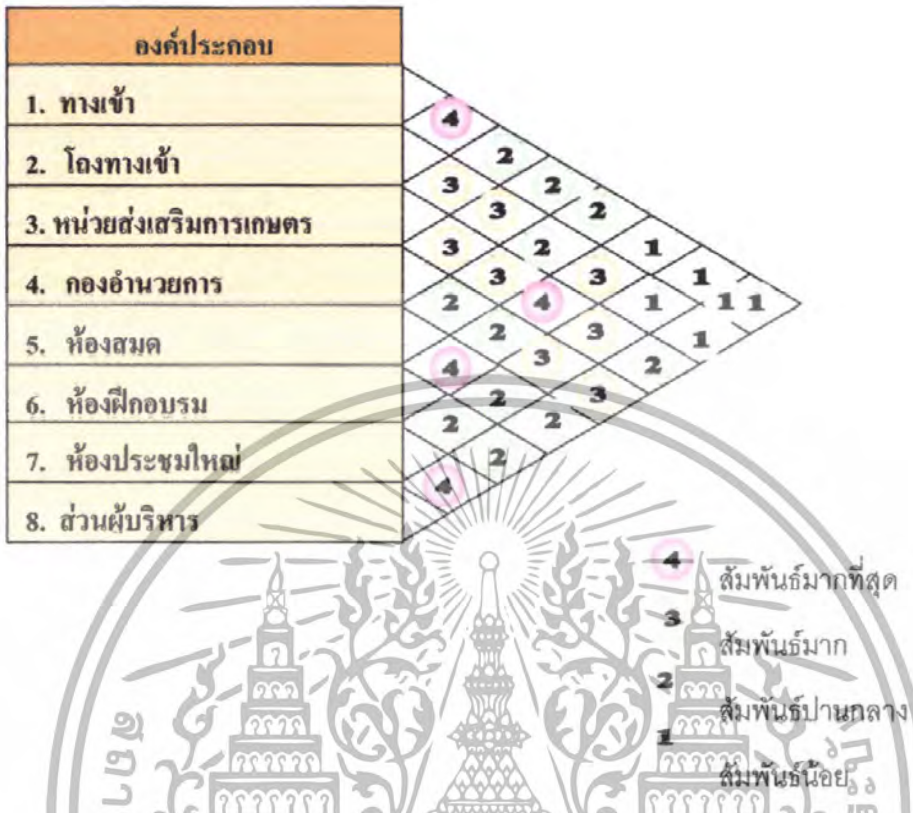 องค์ประกอบ
1. ทางเข้า
2. โถงทางเข้า
3. หน่วยส่งเสริมการเกษตร
4. กองอำนวยการ
5. ห้องสมุด
6. ห้องฝึกอบรม
7. ห้องประชุมใหญ่
8. ส่วนผู้บริหาร
4
2
3 2
3 2
3 2 1
3 3 1
2 4 1 1 1
2 3 1
4 3 2
2 3
2 2
2
4
4 สัมพันธ์มากที่สุด
3 สัมพันธ์มาก
2 สัมพันธ์ปานกลาง
1 สัมพันธ์น้อย